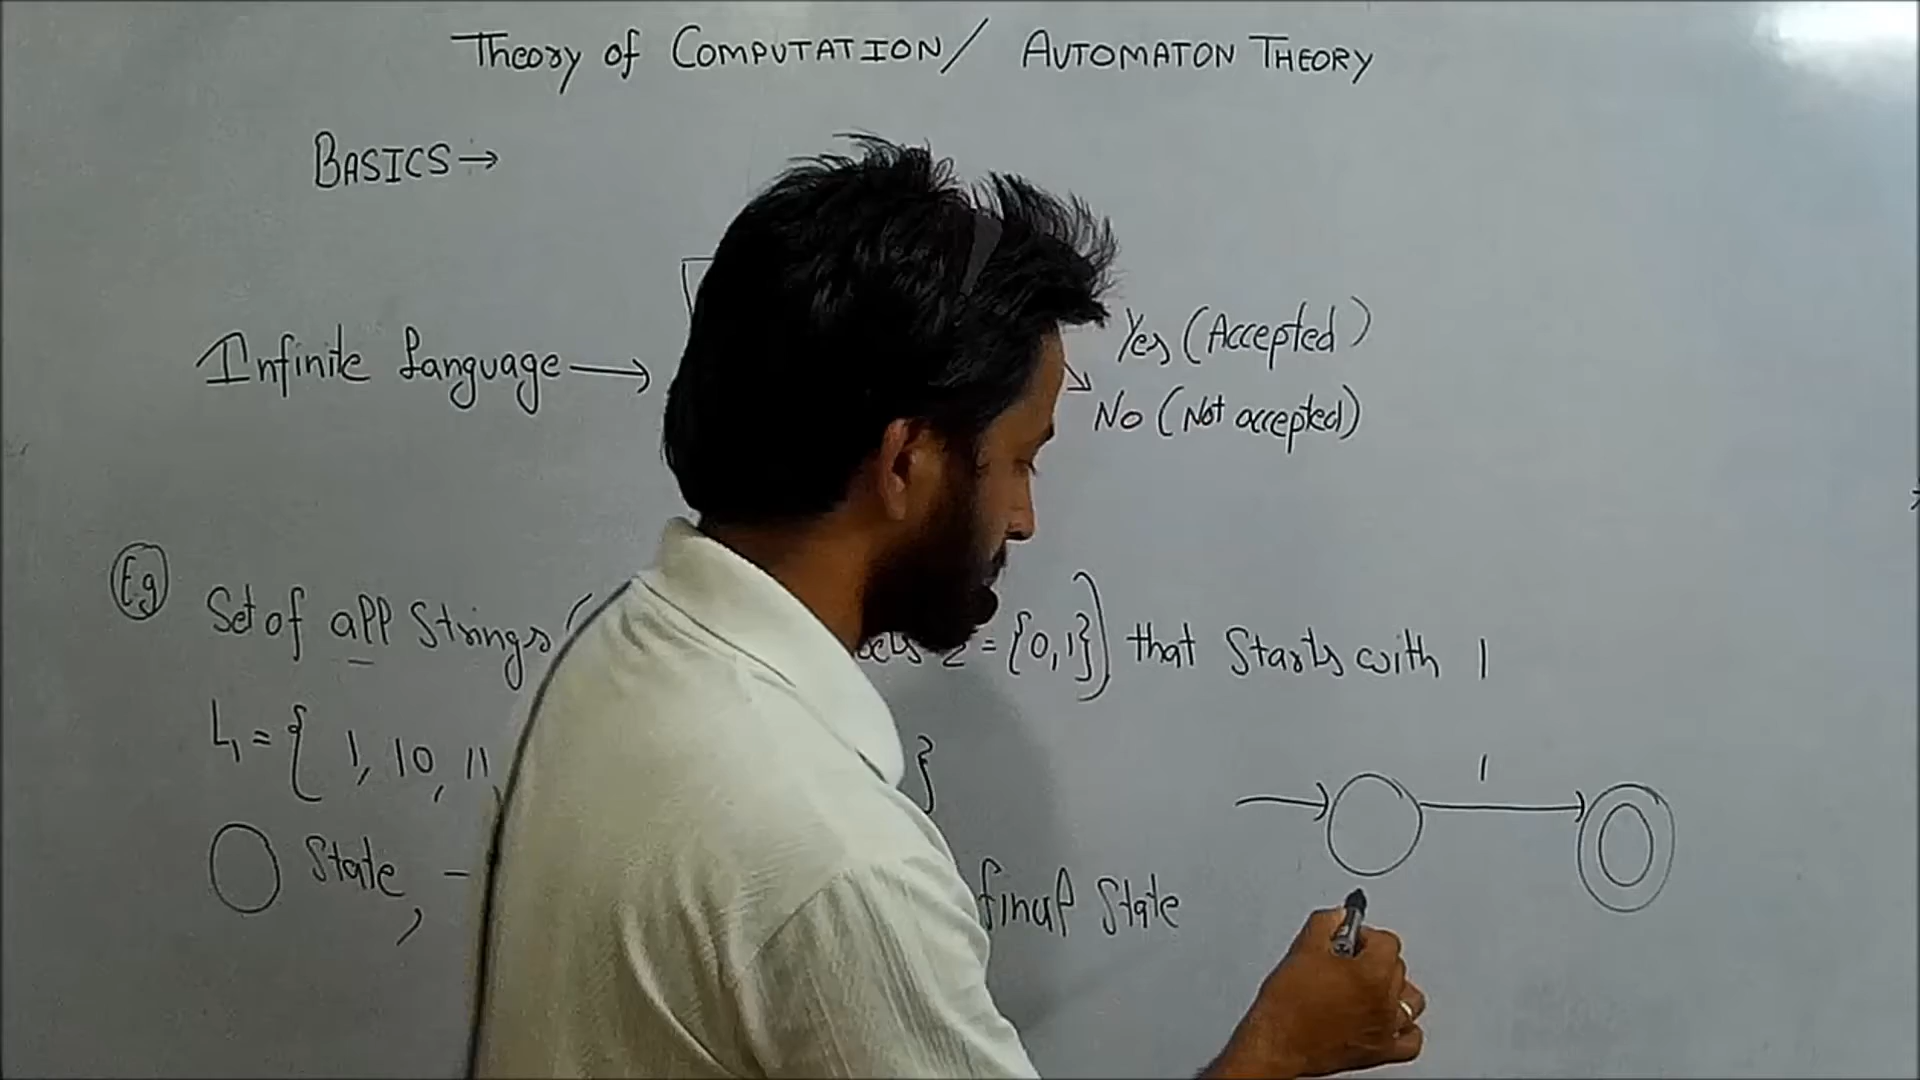 Theory of COMPUTATION / AUTOMATON THEORY
BASICS →
Infinite Language → Yes (Accepted)
No (Not accepted)
Eg Set of all Strings ( = {0,1}) that Starts with 1
L1 = { 1, 10, 11, }
1
State, - final State